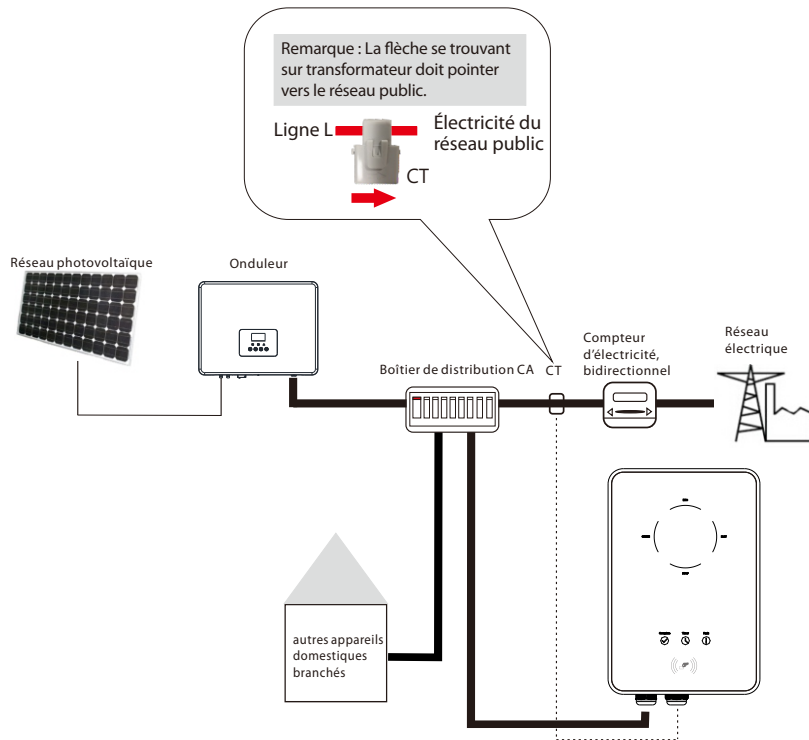 Remarque : La flèche se trouvant
sur transformateur doit pointer
vers le réseau public.
Ligne L
Électricité du
réseau public
CT
Réseau photovoltaïque
Onduleur
Boîtier de distribution CA
CT
Compteur
d'électricité,
bidirectionnel
Réseau
électrique
autres appareils
domestiques
branchés